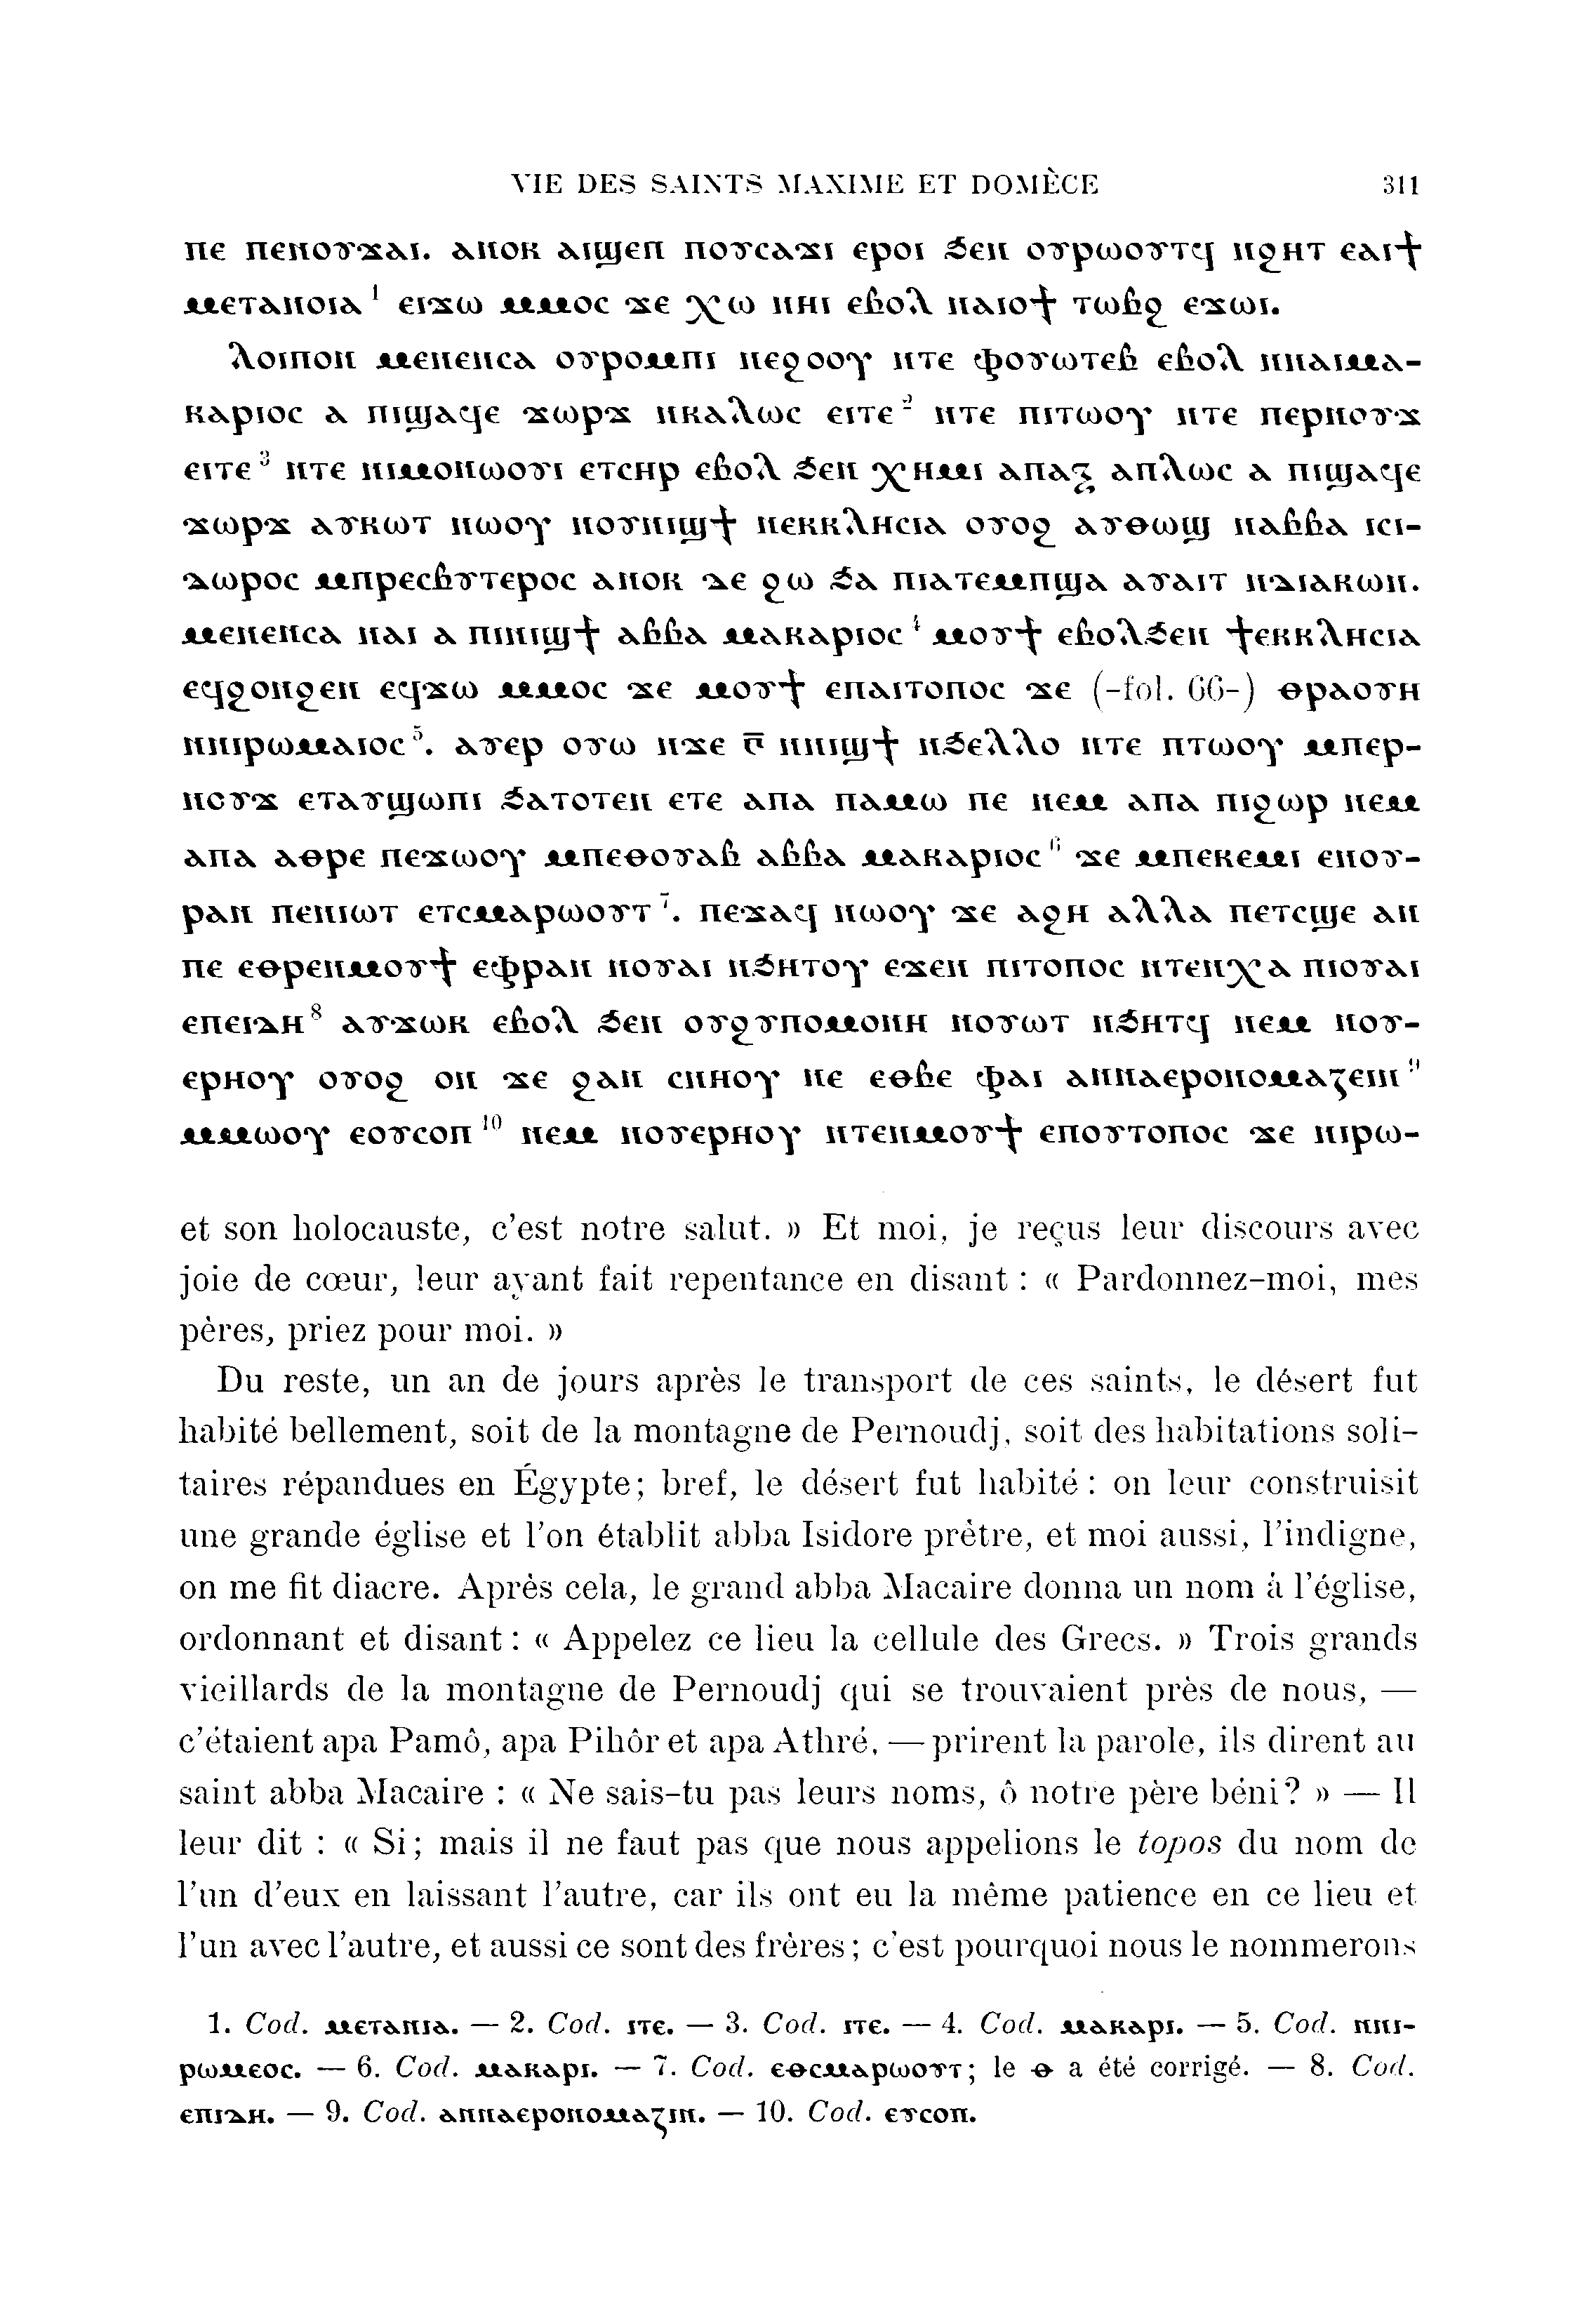 VIE DES SAINTS MAXIME ET DOMÈCE 311
ⲡⲉ ⲡⲉⲛⲟⲩϫⲁⲓ. ⲁⲛⲟⲕ ⲁⲓϣⲉⲡ ⲡⲟⲩⲥⲁϫⲓ ⲉⲣⲟⲓ ϧⲉⲛ ⲟⲩⲣⲱⲟⲩⲧϥ ⲛϩⲏⲧ ⲉⲁⲓϯ
ⲙⲉⲧⲁⲛⲟⲓⲁ ¹ ⲉⲓϫⲱ ⲙⲙⲟⲥ ϫⲉ ⲭⲱ ⲛⲏⲓ ⲉⲃⲟⲗ ⲛⲁⲓⲟϯ ⲧⲱⲃϩ ⲉϫⲱⲓ.
ⲗⲟⲓⲡⲟⲛ ⲙⲉⲛⲉⲛⲥⲁ ⲟⲩⲣⲟⲙⲡⲓ ⲛⲉϩⲟⲟⲩ ⲛⲧⲉ ⲫⲟⲩⲱⲧⲉⲃ ⲉⲃⲟⲗ ⲛⲛⲁⲓⲙⲁ-
ⲕⲁⲣⲓⲟⲥ ⲁ ⲡⲓϣⲁϥⲉ ϫⲱⲣϫ ⲛⲕⲁⲗⲱⲥ ⲉⲓⲧⲉ ² ⲛⲧⲉ ⲡⲓⲧⲱⲟⲩ ⲛⲧⲉ ⲡⲉⲣⲛⲟⲩϫ
ⲉⲓⲧⲉ ³ ⲛⲧⲉ ⲛⲓⲙⲟⲛⲱⲟⲩⲓ ⲉⲧⲥⲏⲣ ⲉⲃⲟⲗ ϧⲉⲛ ⲭⲏⲙⲓ ⲁⲡⲁⲝ ⲁⲡⲗⲱⲥ ⲁ ⲡⲓϣⲁϥⲉ
ϫⲱⲣϫ ⲁⲩⲕⲱⲧ ⲛⲱⲟⲩ ⲛⲟⲩⲛⲓϣϯ ⲛⲉⲕⲕⲗⲏⲥⲓⲁ ⲟⲩⲟϩ ⲁⲩⲑⲱϣ ⲛⲁⲃⲃⲁ ⲓⲥⲓ-
ⲇⲱⲣⲟⲥ ⲙⲡⲣⲉⲥⲃⲩⲧⲉⲣⲟⲥ ⲁⲛⲟⲕ ⲇⲉ ϩⲱ ϧⲁ ⲡⲓⲁⲧⲉⲙⲡϣⲁ ⲁⲩⲁⲓⲧ ⲛⲇⲓⲁⲕⲱⲛ.
ⲙⲉⲛⲉⲛⲥⲁ ⲛⲁⲓ ⲁ ⲡⲓⲛⲓϣϯ ⲁⲃⲃⲁ ⲙⲁⲕⲁⲣⲓⲟⲥ ⁴ ⲙⲟⲩϯ ⲉⲃⲟⲗϧⲉⲛ ϯⲉⲕⲕⲗⲏⲥⲓⲁ
ⲉϥϩⲟⲛϩⲉⲛ ⲉϥϫⲱ ⲙⲙⲟⲥ ϫⲉ ⲙⲟⲩϯ ⲉⲡⲁⲓⲧⲟⲡⲟⲥ ϫⲉ (-fol. 66-) ⲑⲣⲁⲟⲩⲏ
ⲛⲛⲓⲣⲱⲙⲁⲓⲟⲥ ⁵. ⲁⲩⲉⲣ ⲟⲩⲱ ⲛϫⲉ ⲅ̅ ⲛⲛⲓϣϯ ⲛϧⲉⲗⲗⲟ ⲛⲧⲉ ⲡⲧⲱⲟⲩ ⲙⲡⲉⲣ-
ⲛⲟⲩϫ ⲉⲧⲁⲩϣⲱⲡⲓ ϧⲁⲧⲟⲧⲉⲛ ⲉⲧⲉ ⲁⲡⲁ ⲡⲁⲙⲱ ⲡⲉ ⲛⲉⲙ ⲁⲡⲁ ⲡⲓϩⲱⲣ ⲛⲉⲙ
ⲁⲡⲁ ⲁⲑⲣⲉ ⲡⲉϫⲱⲟⲩ ⲙⲡⲉⲑⲟⲩⲁⲃ ⲁⲃⲃⲁ ⲙⲁⲕⲁⲣⲓⲟⲥ ⁶ ϫⲉ ⲙⲡⲉⲕⲉⲙⲓ ⲉⲛⲟⲩ-
ⲣⲁⲛ ⲡⲉⲛⲓⲱⲧ ⲉⲧⲥⲙⲁⲣⲱⲟⲩⲧ ⁷. ⲡⲉϫⲁϥ ⲛⲱⲟⲩ ϫⲉ ⲁϩⲏ ⲁⲗⲗⲁ ⲡⲉⲧⲥϣⲉ ⲁⲛ
ⲡⲉ ⲉⲑⲣⲉⲛⲙⲟⲩϯ ⲉⲫⲣⲁⲛ ⲛⲟⲩⲁⲓ ⲛϧⲏⲧⲟⲩ ⲉϫⲉⲛ ⲡⲓⲧⲟⲡⲟⲥ ⲛⲧⲉⲛⲭⲁ ⲡⲓⲟⲩⲁⲓ
ⲉⲡⲉⲓⲇⲏ ⁸ ⲁⲩϫⲱⲕ ⲉⲃⲟⲗ ϧⲉⲛ ⲟⲩϩⲩⲡⲟⲙⲟⲛⲏ ⲛⲟⲩⲱⲧ ⲛϧⲏⲧϥ ⲛⲉⲙ ⲛⲟⲩ-
ⲉⲣⲏⲟⲩ ⲟⲩⲟϩ ⲟⲛ ϫⲉ ϩⲁⲛ ⲥⲛⲏⲟⲩ ⲛⲉ ⲉⲑⲃⲉ ⲫⲁⲓ ⲁⲛⲛⲁⲉⲣⲟⲛⲟⲙⲁⲍⲉⲓⲛ ⁹
ⲙⲙⲱⲟⲩ ⲉⲟⲩⲥⲟⲡ ¹⁰ ⲛⲉⲙ ⲛⲟⲩⲉⲣⲏⲟⲩ ⲛⲧⲉⲛⲙⲟⲩϯ ⲉⲡⲟⲩⲧⲟⲡⲟⲥ ϫⲉ ⲛⲓⲣⲱ-
et son holocauste, c'est notre salut. » Et moi, je reçus leur discours avec
joie de cœur, leur ayant fait repentance en disant : « Pardonnez-moi, mes
pères, priez pour moi. »
Du reste, un an de jours après le transport de ces saints, le désert fut
habité bellement, soit de la montagne de Pernoudj, soit des habitations soli-
taires répandues en Égypte; bref, le désert fut habité : on leur construisit
une grande église et l'on établit abba Isidore prêtre, et moi aussi, l'indigne,
on me fit diacre. Après cela, le grand abba Macaire donna un nom à l'église,
ordonnant et disant : « Appelez ce lieu la cellule des Grecs. » Trois grands
vieillards de la montagne de Pernoudj qui se trouvaient près de nous, —
c'étaient apa Pamô, apa Pihôr et apa Athré, — prirent la parole, ils dirent au
saint abba Macaire : « Ne sais-tu pas leurs noms, ô notre père béni? » — Il
leur dit : « Si; mais il ne faut pas que nous appelions le topos du nom de
l'un d'eux en laissant l'autre, car ils ont eu la même patience en ce lieu et
l'un avec l'autre, et aussi ce sont des frères; c'est pourquoi nous le nommerons
1. Cod. ⲙⲉⲧⲁⲛⲓⲁ. — 2. Cod. ⲓⲧⲉ. — 3. Cod. ⲓⲧⲉ. — 4. Cod. ⲙⲁⲕⲁⲣⲓ. — 5. Cod. ⲛⲛⲓ-
ⲣⲱⲙⲉⲟⲥ. — 6. Cod. ⲙⲁⲕⲁⲣⲓ. — 7. Cod. ⲉⲑⲥⲙⲁⲣⲱⲟⲩⲧ; le ⲑ a été corrigé. — 8. Cod.
ⲉⲡⲓⲇⲏ. — 9. Cod. ⲁⲛⲛⲁⲉⲣⲟⲛⲟⲙⲁⲍⲓⲛ. — 10. Cod. ⲉⲩⲥⲟⲡ.